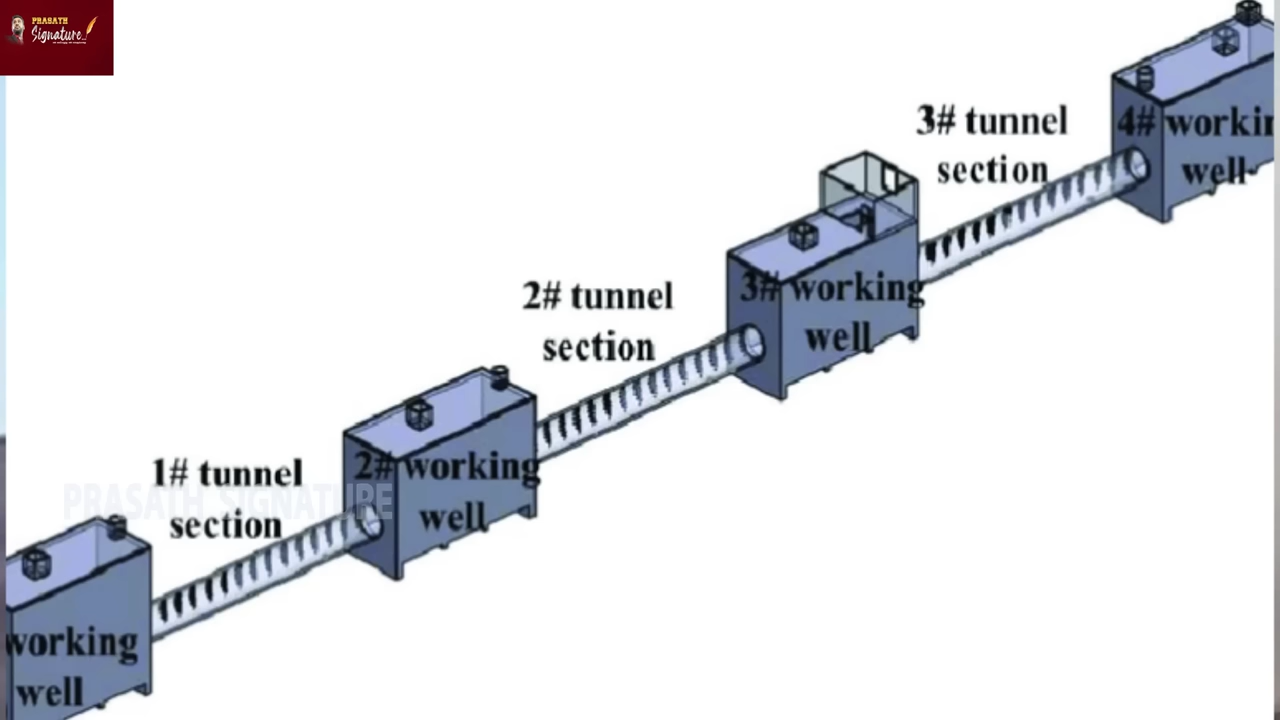 PRASATH
Signature..!
3# tunnel
section
4# workin
well
2# tunnel
section
3# working
well
1# tunnel
section
2# working
well
PRASATH SIGNATURE
working
well